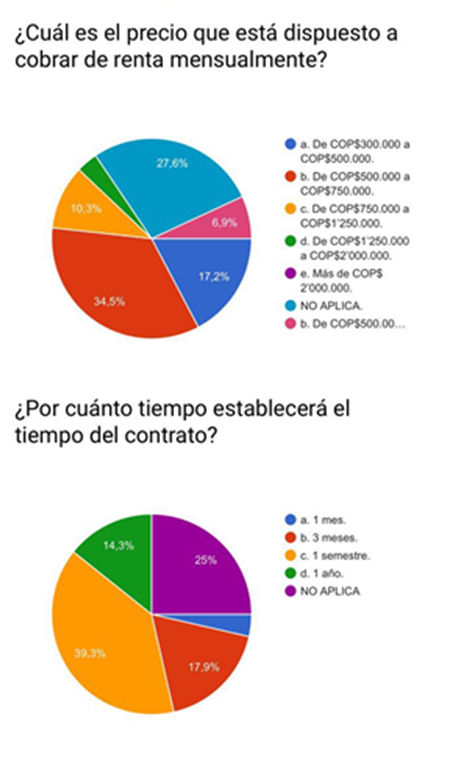 ¿Cuál es el precio que está dispuesto a
cobrar de renta mensualmente?
27,6%
6,9%
10,3%
17,2%
34,5%
a. De COP$300.000 a
COP$500.000.
b. De COP$500.000 a
COP$750.000.
c. De COP$750.000 a
COP$1'250.000.
d. De COP$1'250.000
a COP$2'000.000.
e. Más de COP$
2'000.000.
NO APLICA.
b. De COP$500.00...
¿Por cuánto tiempo establecerá el
tiempo del contrato?
14,3%
25%
39,3%
17,9%
a. 1 mes.
b. 3 meses.
c. 1 semestre.
d. 1 año.
NO APLICA